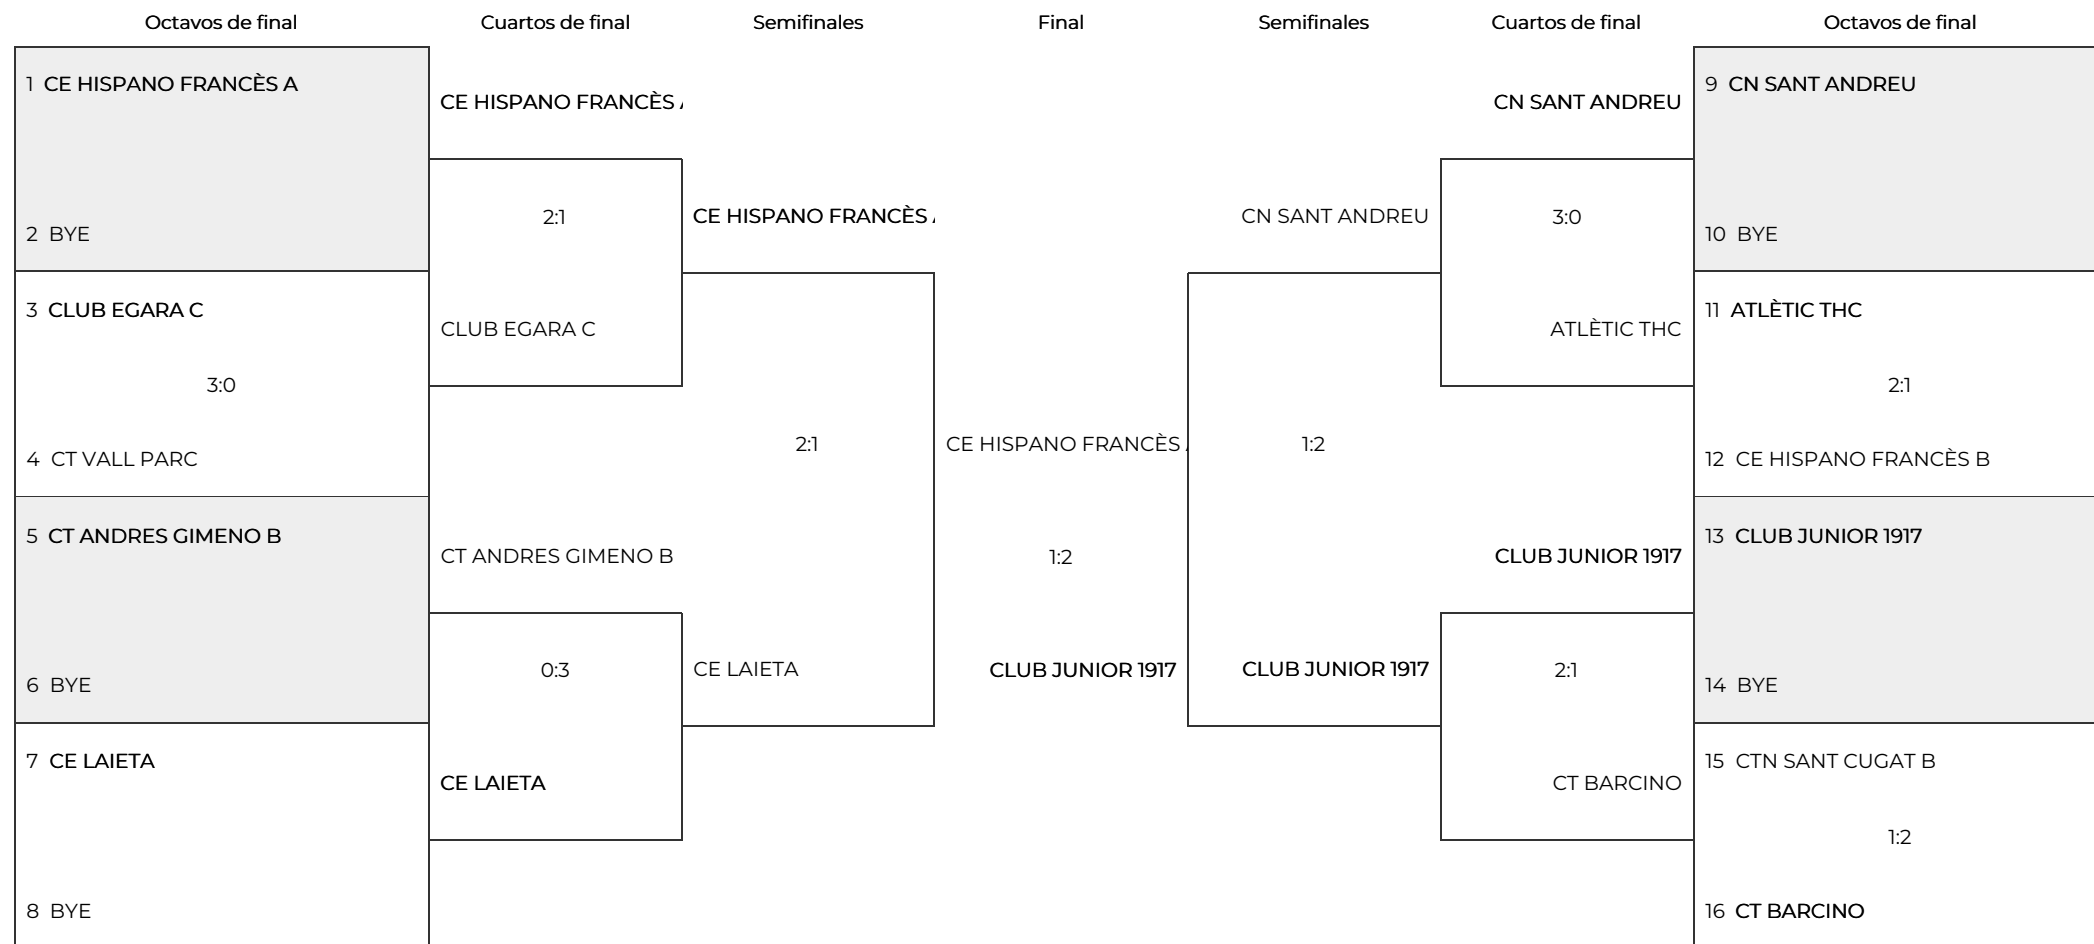 Octavos de final
Cuartos de final
Semifinales
Final
Semifinales
Cuartos de final
Octavos de final
1 CE HISPANO FRANCÈS A
2 BYE
3 CLUB EGARA C
3:0
4 CT VALL PARC
5 CT ANDRES GIMENO B
6 BYE
7 CE LAIETA
8 BYE
CE HISPANO FRANCÈS
2:1
CLUB EGARA C
CT ANDRES GIMENO B
0:3
CE LAIETA
CE HISPANO FRANCÈS
2:1
CE LAIETA
CE HISPANO FRANCÈS
1:2
CLUB JUNIOR 1917
CN SANT ANDREU
1:2
CLUB JUNIOR 1917
CN SANT ANDREU
3:0
ATLÈTIC THC
CLUB JUNIOR 1917
2:1
CT BARCINO
9 CN SANT ANDREU
10 BYE
11 ATLÈTIC THC
2:1
12 CE HISPANO FRANCÈS B
13 CLUB JUNIOR 1917
14 BYE
15 CTN SANT CUGAT B
1:2
16 CT BARCINO